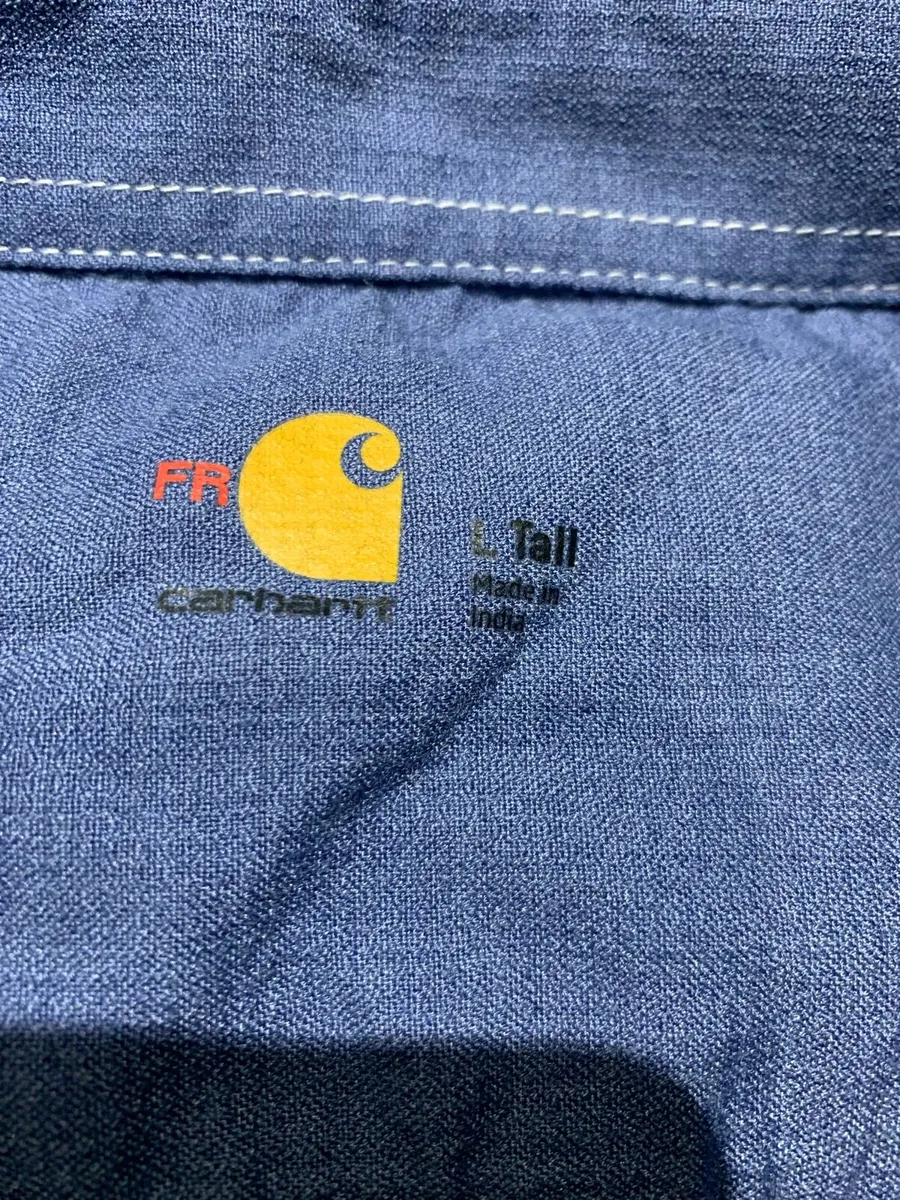 FR
carhartt
L Tall
Made in
India